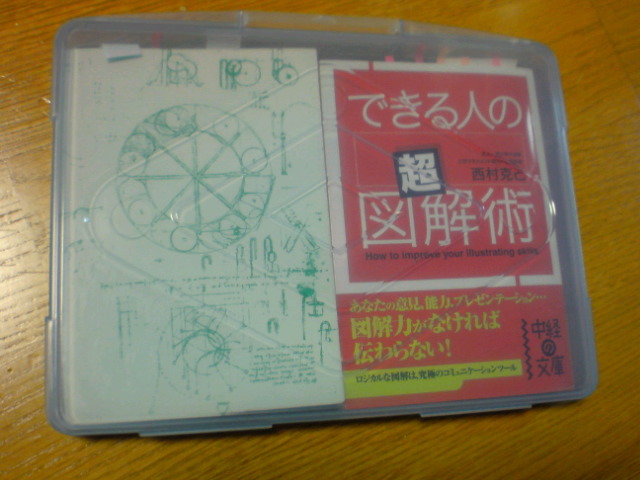 できる人の
超
西村克己
図解術
How to improve your illustrating skills
あなたの意見、能力、プレゼンテーション…
図解力がなければ
伝わらない!
ロジカルな図解は、究極のコミュニケーションツール
中経の文庫